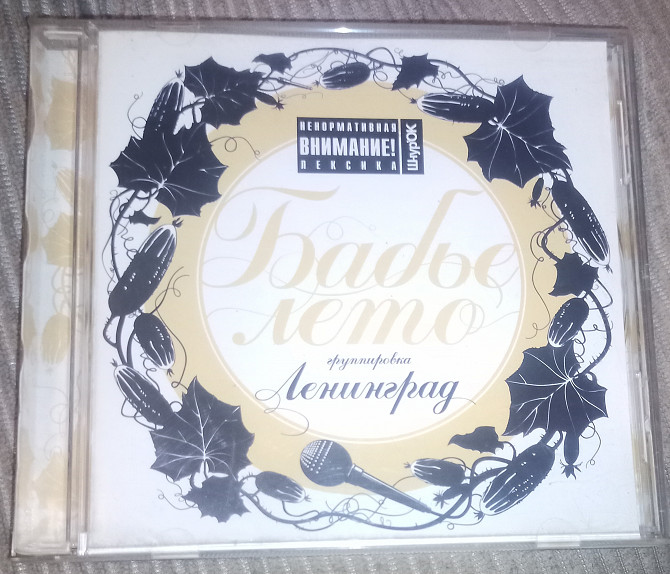 НЕНОРМАТИВНАЯ
ВНИМАНИЕ!
ЛЕКСИКА
ШнурОК
Бабье
лето
группировка
Ленинград